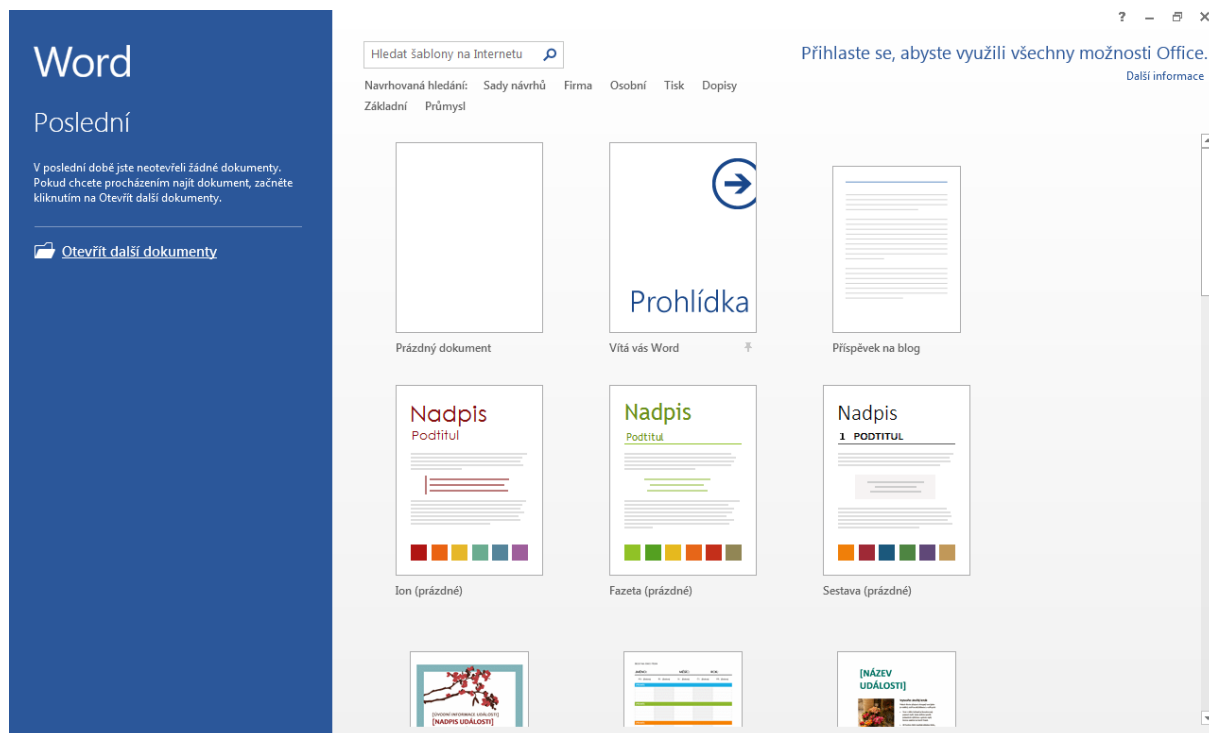 ?
Word
Poslední
V poslední době jste neotevřeli žádné dokumenty.
Pokud chcete procházením najít dokument, začněte
kliknutím na Otevřít další dokumenty.
Otevřít další dokumenty
Hledat šablony na Internetu
Přihlaste se, abyste využili všechny možnosti Office.
Další informace
Navrhovaná hledání: Sady návrhů Firma Osobní Tisk Dopisy
Základní Průmysl
Prohlídka
Prázdný dokument
Vítá vás Word
Příspěvek na blog
Nadpis
Podtitul
Nadpis
Podtitul
Nadpis
1 PODTITUL
Ion (prázdné)
Fazeta (prázdné)
Sestava (prázdné)
[ÚVODNÍ INFORMACE UDÁLOSTI]
[NADPIS UDÁLOSTI]
[NÁZEV
UDÁLOSTI]